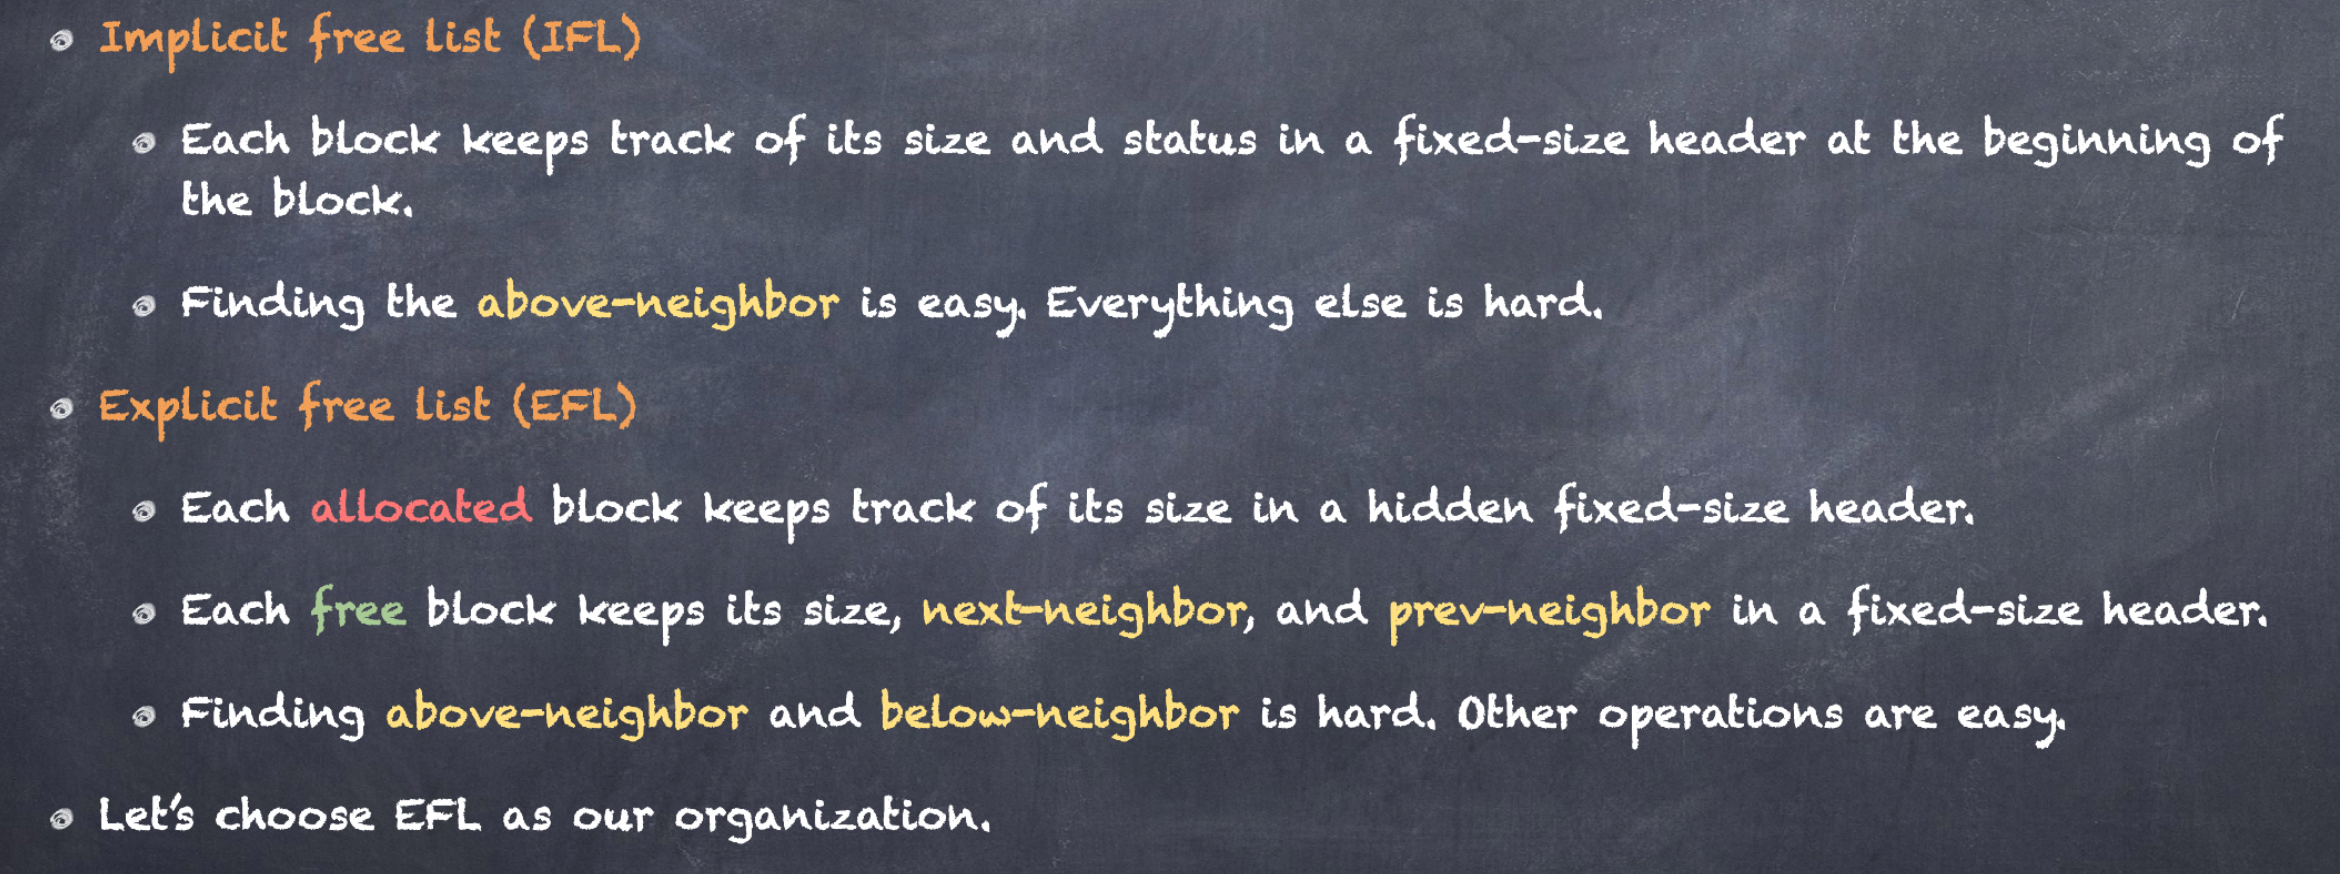 Implicit free list (IFL)
Each block keeps track of its size and status in a fixed-size header at the beginning of
the block.
Finding the above-neighbor is easy. Everything else is hard.
Explicit free list (EFL)
Each allocated block keeps track of its size in a hidden fixed-size header.
Each free block keeps its size, next-neighbor, and prev-neighbor in a fixed-size header.
Finding above-neighbor and below-neighbor is hard. Other operations are easy.
Let's choose EFL as our organization.